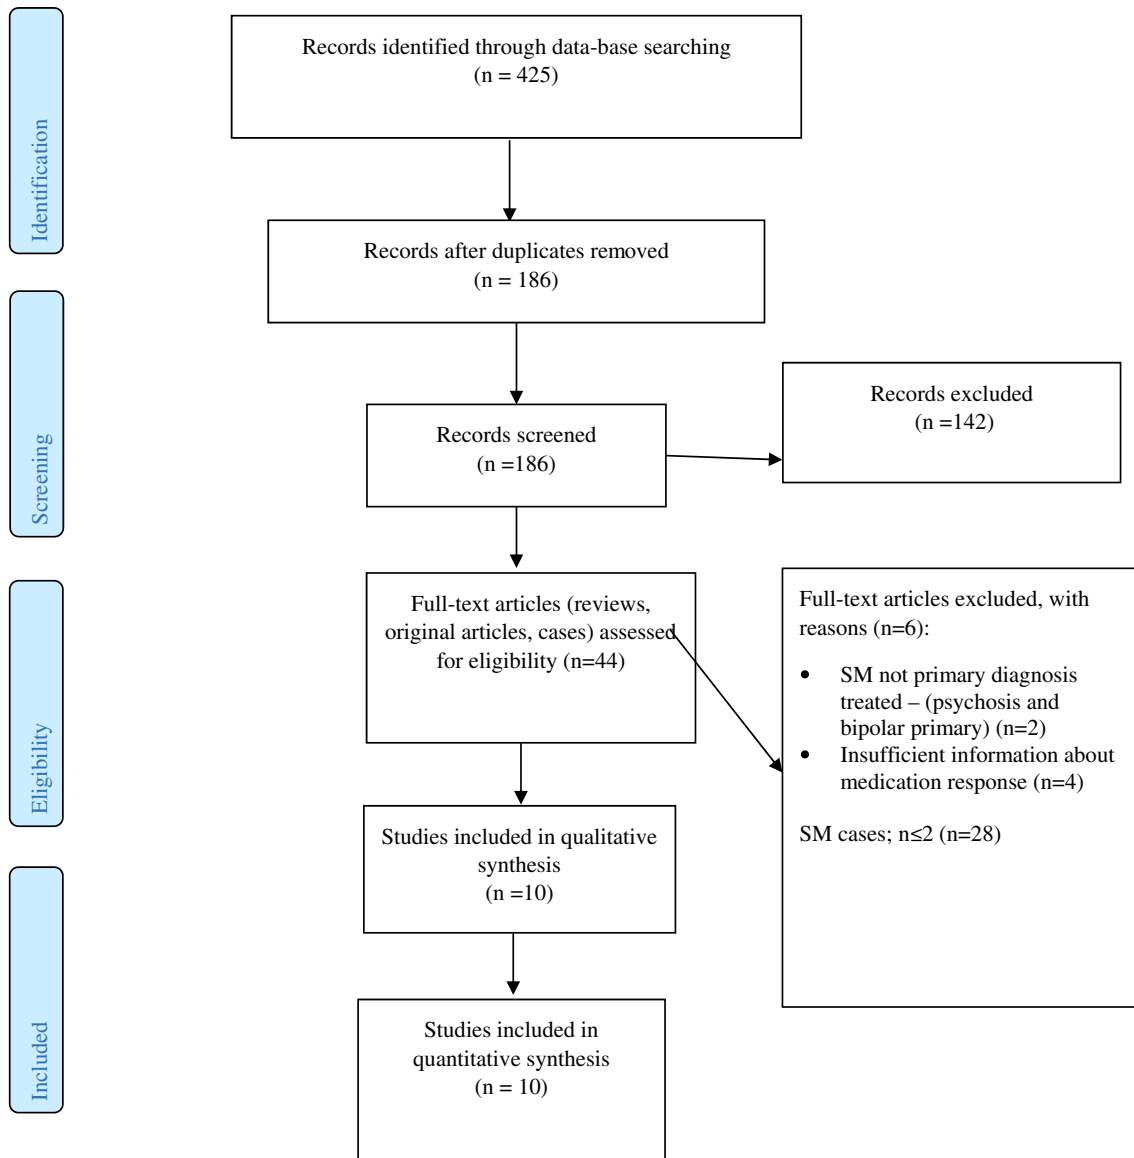 Identification
Records identified through data-base searching
(n = 425)
Records after duplicates removed
(n = 186)
Screening
Records screened
(n =186)
Records excluded
(n =142)
Eligibility
Full-text articles (reviews,
original articles, cases) assessed
for eligibility (n=44)
Full-text articles excluded, with
reasons (n=6):
• SM not primary diagnosis
treated – (psychosis and
bipolar primary) (n=2)
• Insufficient information about
medication response (n=4)
SM cases; n≤2 (n=28)
Studies included in qualitative
synthesis
(n =10)
Included
Studies included in
quantitative synthesis
(n = 10)